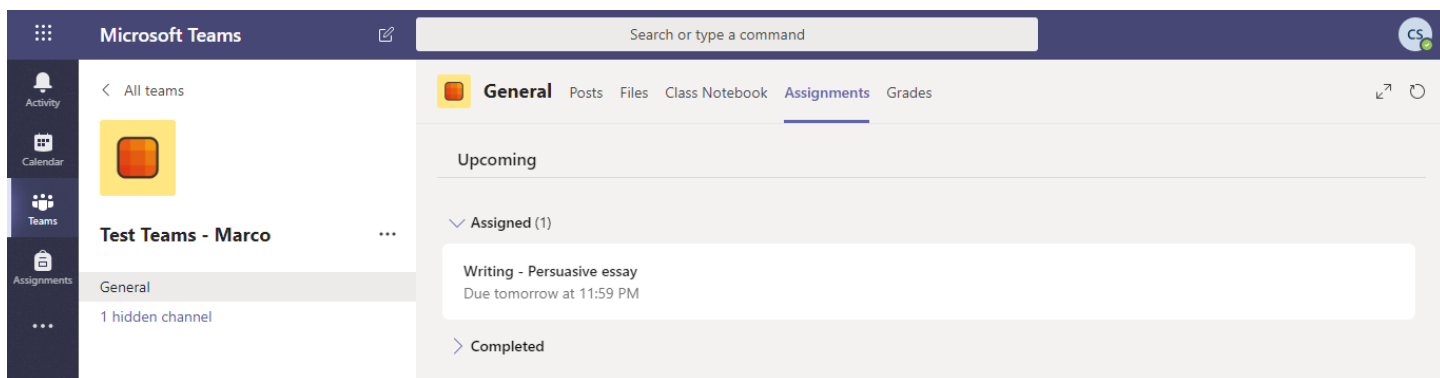 Microsoft Teams
Search or type a command
CS
Activity
Calendar
Teams
Assignments
All teams
Test Teams - Marco
General
1 hidden channel
General Posts Files Class Notebook Assignments Grades
Upcoming
Assigned (1)
Writing - Persuasive essay
Due tomorrow at 11:59 PM
Completed